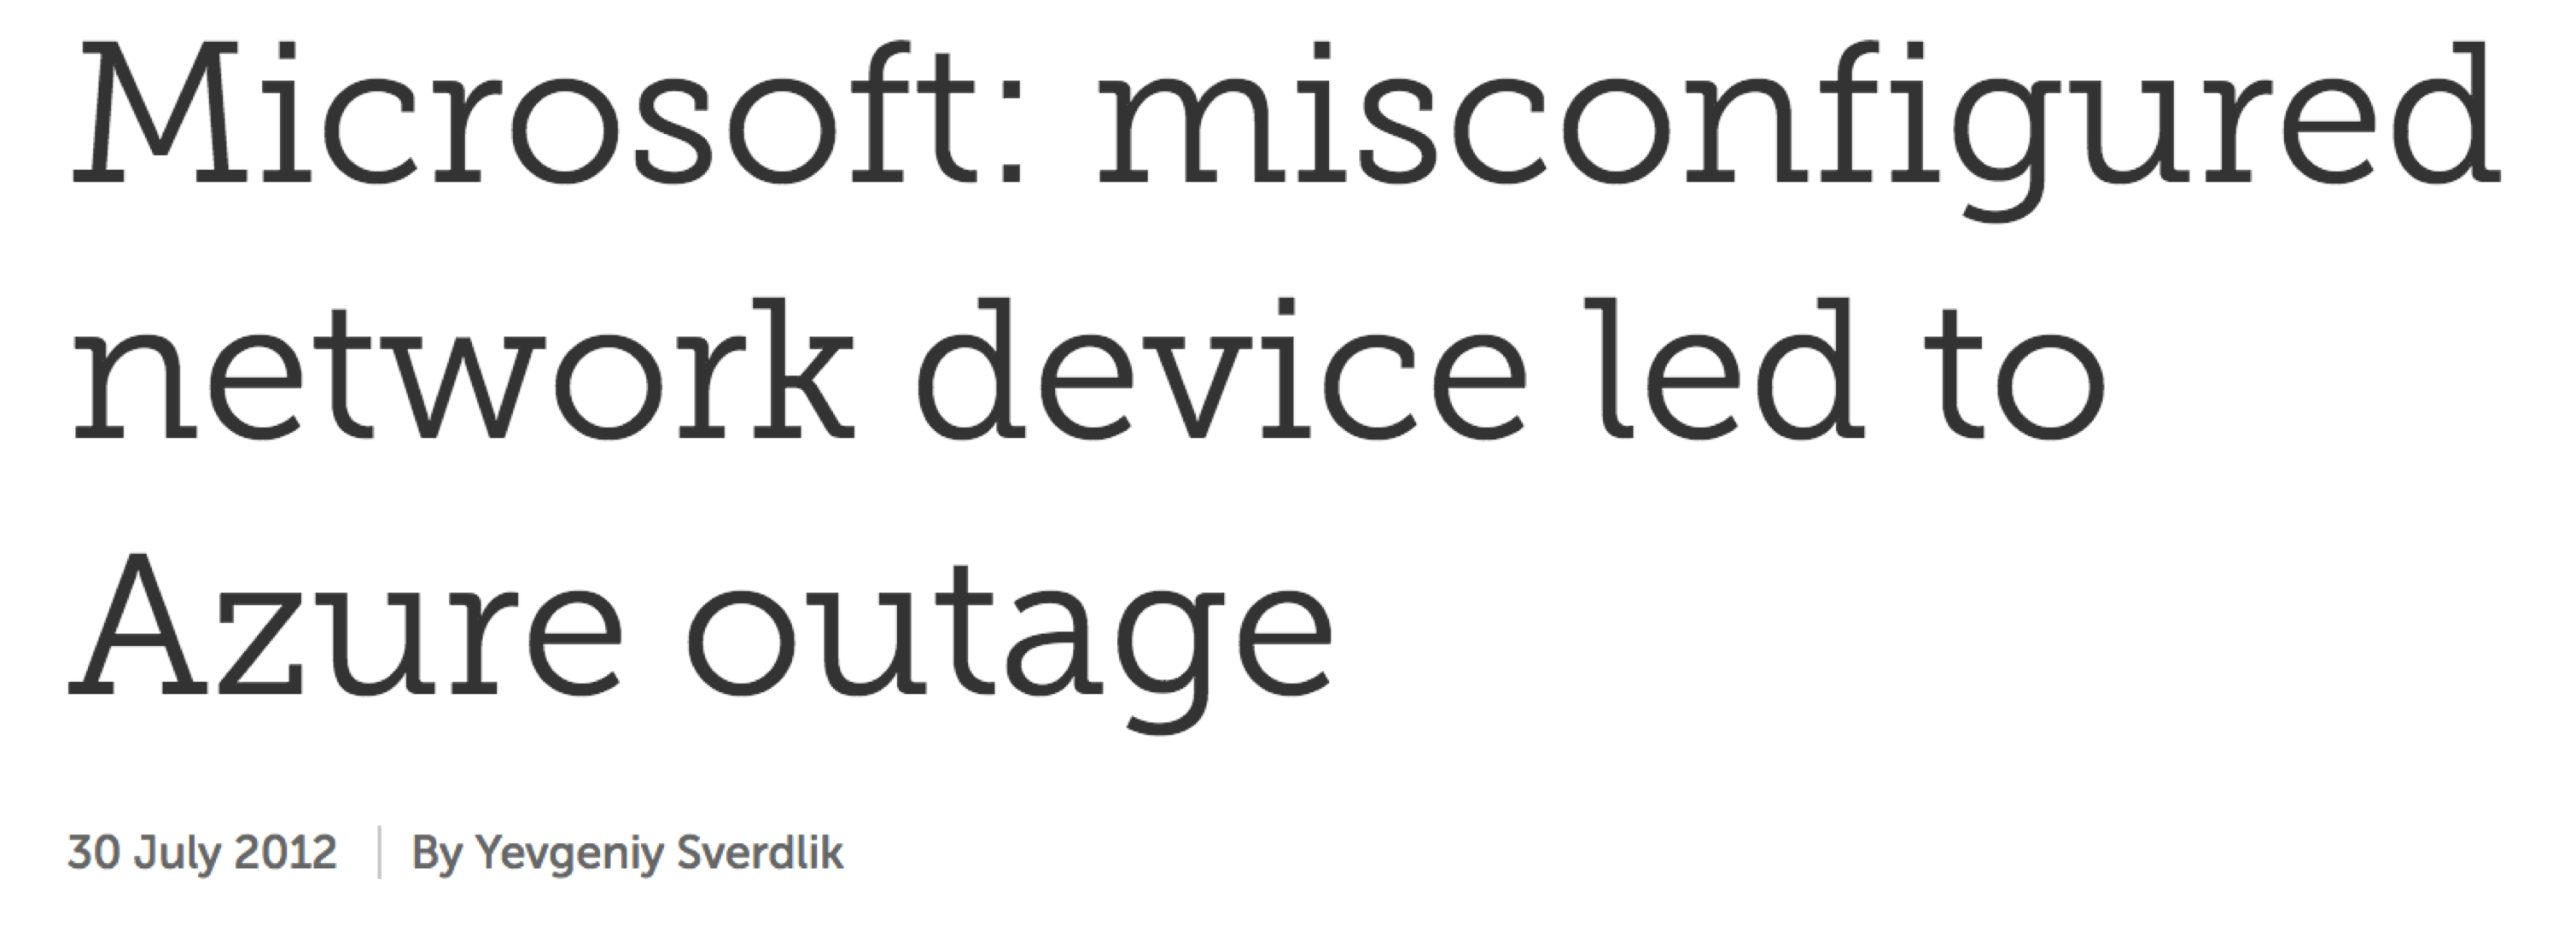 Microsoft: misconfigured
network device led to
Azure outage
30 July 2012 | By Yevgeniy Sverdlik